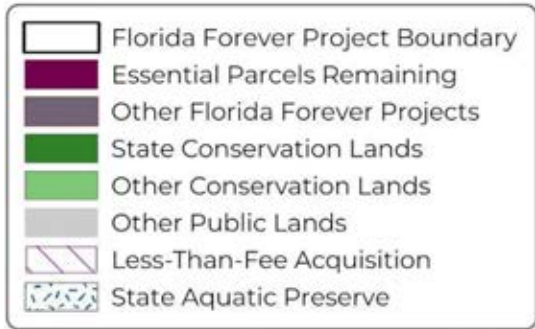 Florida Forever Project Boundary
Essential Parcels Remaining
Other Florida Forever Projects
State Conservation Lands
Other Conservation Lands
Other Public Lands
Less-Than-Fee Acquisition
State Aquatic Preserve